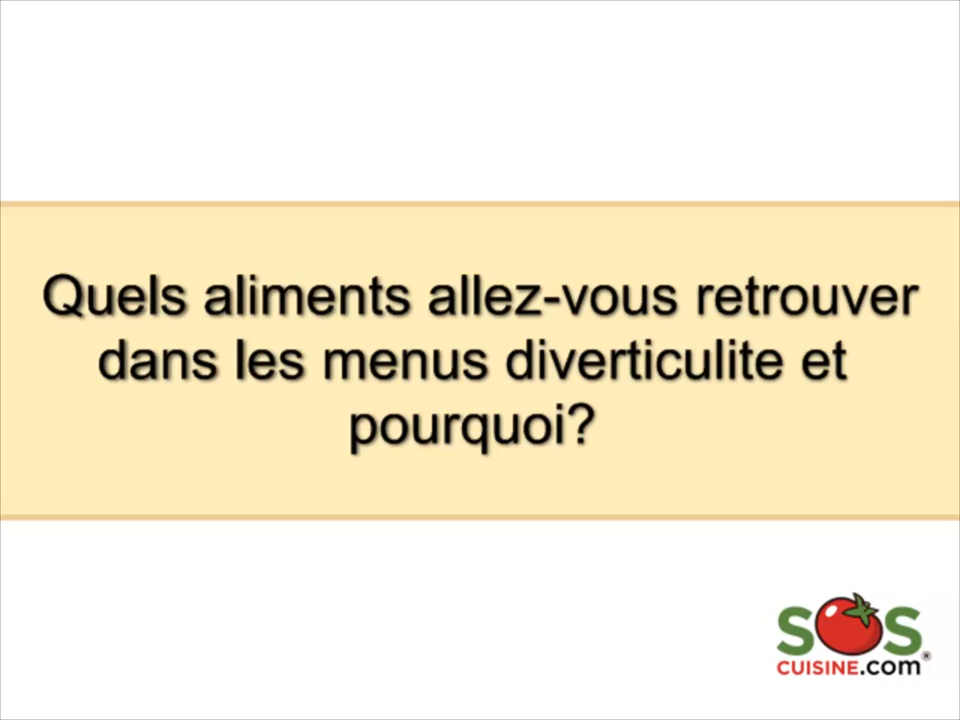 Quels aliments allez-vous retrouver
dans les menus diverticulite et
pourquoi?
SOS
CUISINE.com®